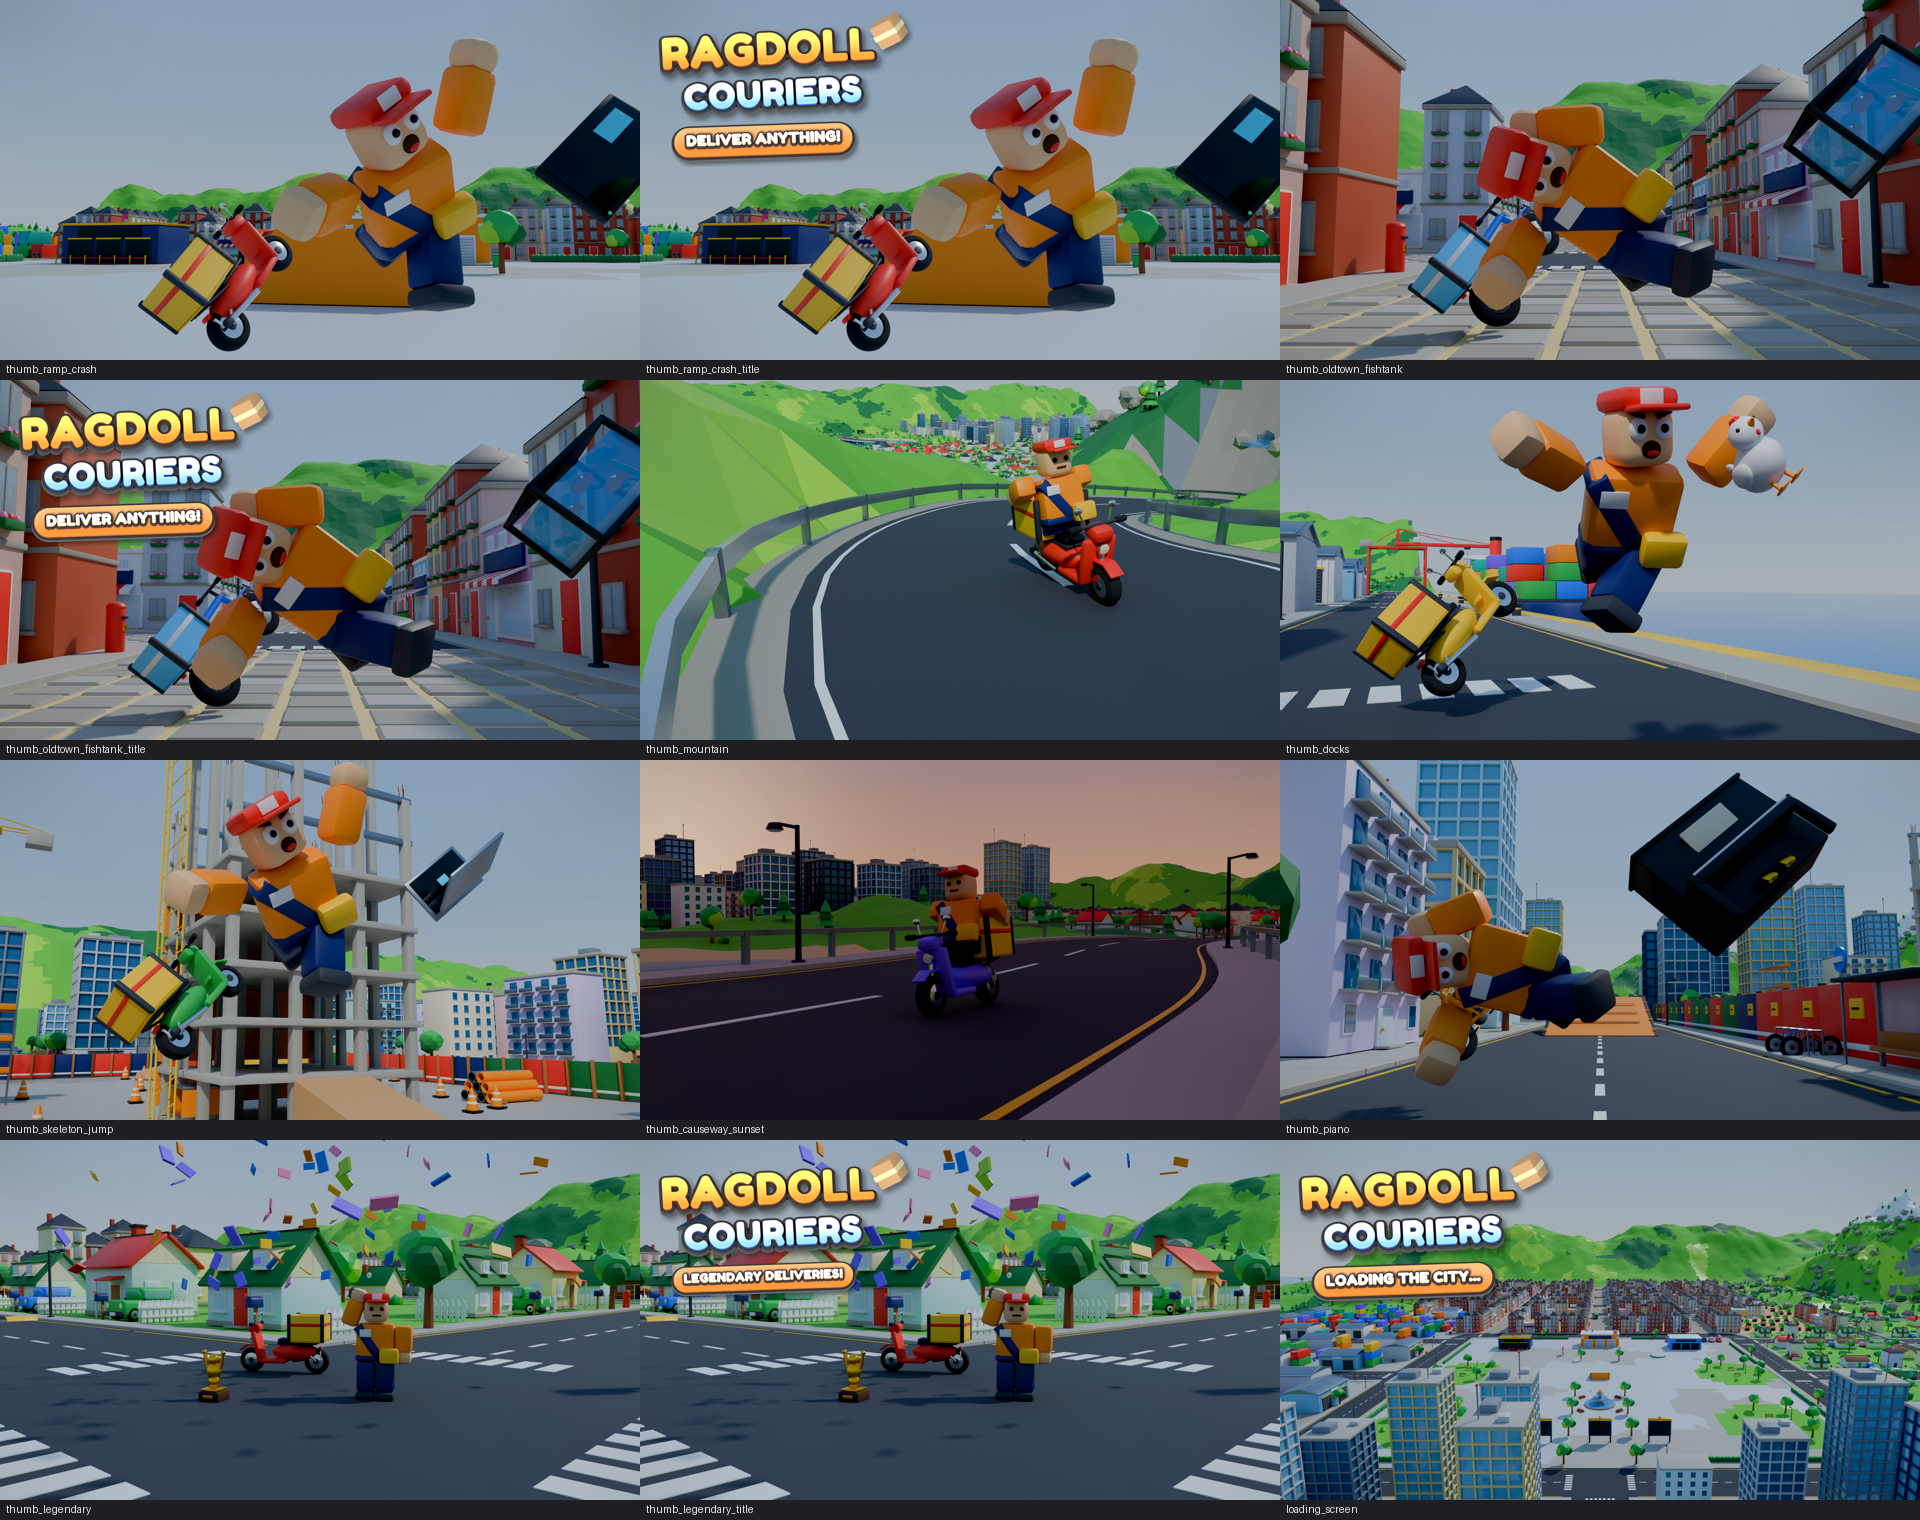 RAGDOLL
COURIERS
DELIVER ANYTHING!
thumb_ramp_crash
thumb_ramp_crash_title
thumb_oldtown_fishtank
RAGDOLL
COURIERS
DELIVER ANYTHING!
thumb_oldtown_fishtank_title
thumb_mountain
thumb_docks
thumb_skeleton_jump
thumb_causeway_sunset
thumb_piano
RAGDOLL
COURIERS
LEGENDARY DELIVERIES!
RAGDOLL
COURIERS
LOADING THE CITY...
thumb_legendary
thumb_legendary_title
loading_screen